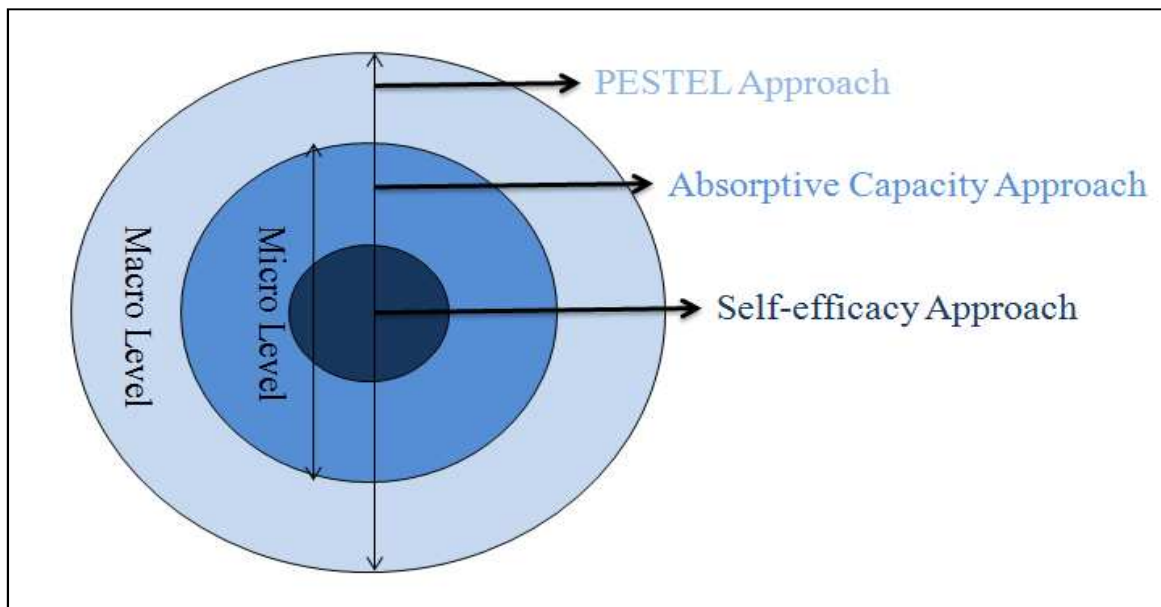 PESTEL Approach
Absorptive Capacity Approach
Self-efficacy Approach
Macro Level
Micro Level